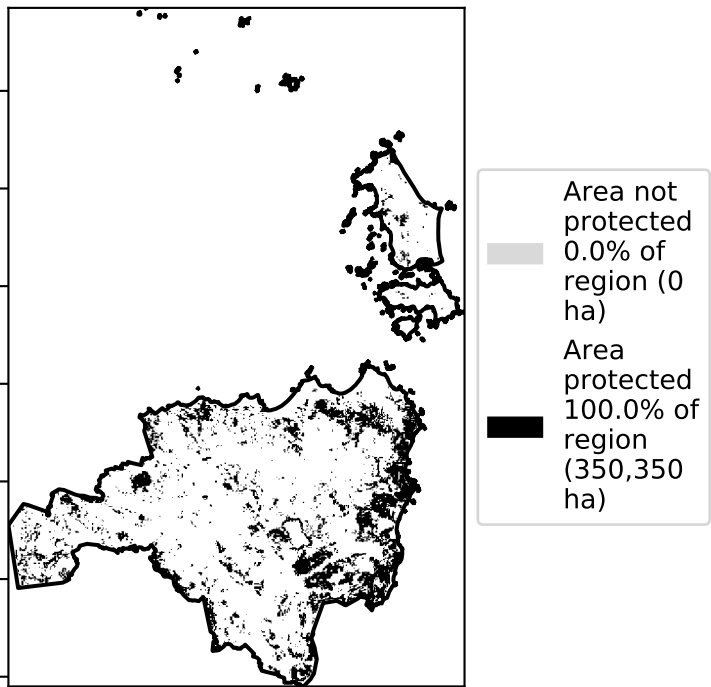 Area not
protected
0.0% of
region (0
ha)
Area
protected
100.0% of
region
(350,350
ha)